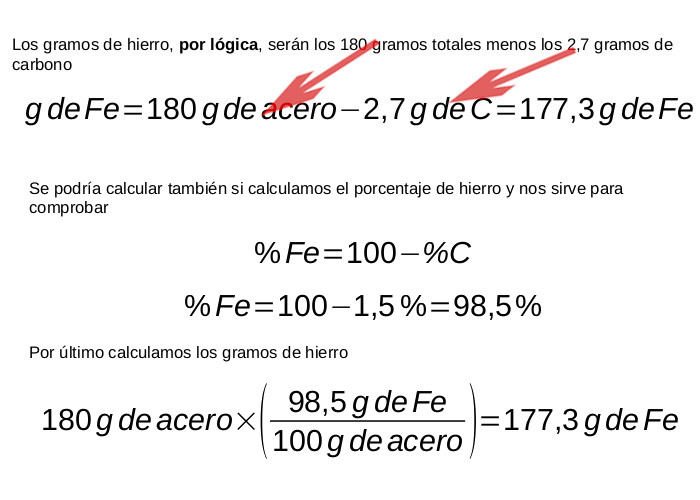 Los gramos de hierro, por lógica, serán los 180 gramos totales menos los 2,7 gramos de
carbono
g de Fe=180 g de acero−2,7 g de C=177,3 g de Fe
Se podría calcular también si calculamos el porcentaje de hierro y nos sirve para
comprobar
% Fe=100−%C
% Fe=100−1,5 %=98,5 %
Por último calculamos los gramos de hierro
180 g de acero×(98,5 g de Fe/100 g de acero)=177,3 g de Fe